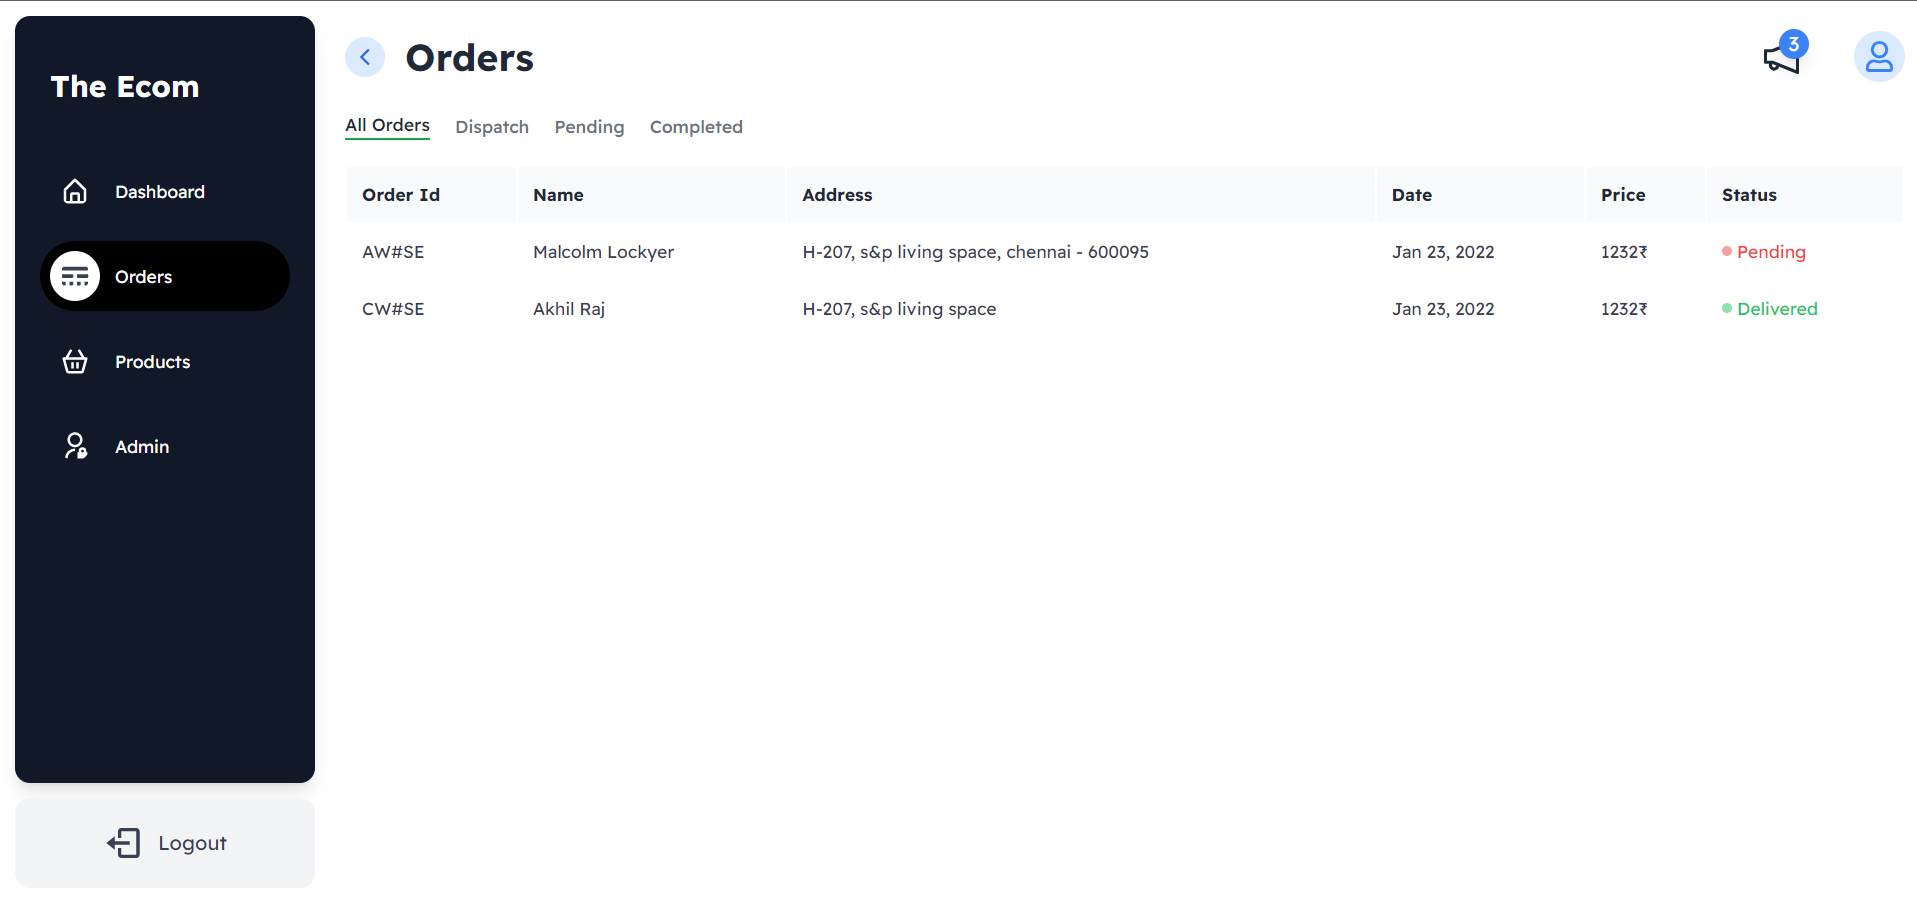 The Ecom
Dashboard
Orders
Products
Admin
Logout
Orders
3
All Orders Dispatch Pending Completed
Order Id Name Address Date Price Status
AW#SE Malcolm Lockyer H-207, s&p living space, chennai - 600095 Jan 23, 2022 1232₹ Pending
CW#SE Akhil Raj H-207, s&p living space Jan 23, 2022 1232₹ Delivered